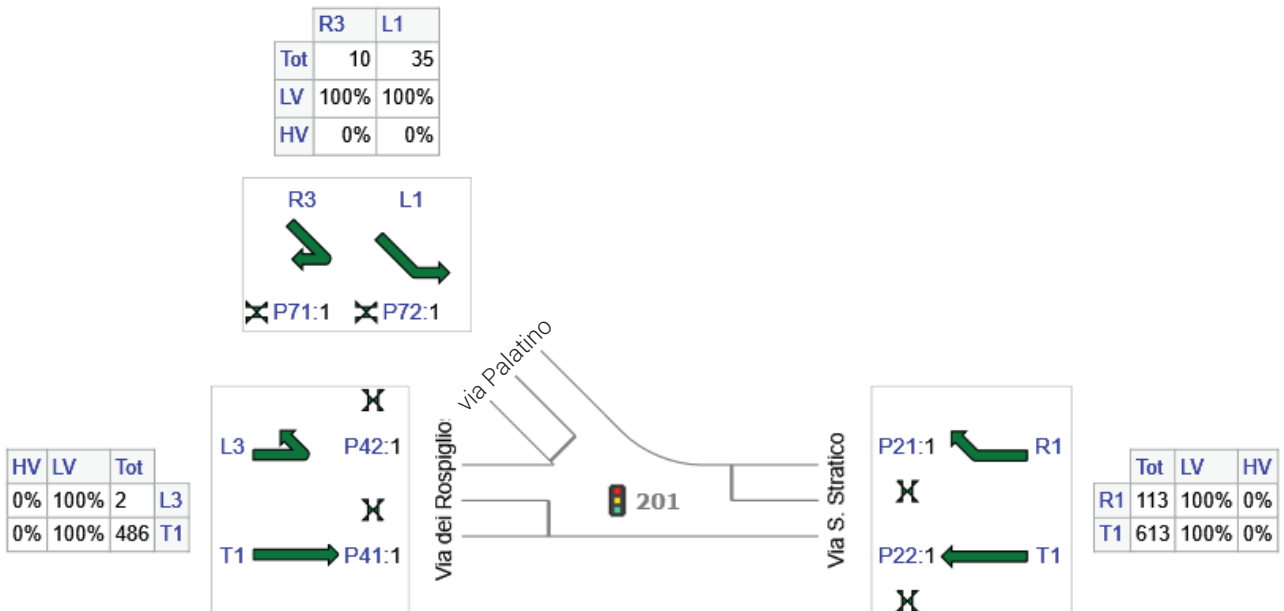 R3 L1
Tot 10 35
LV 100% 100%
HV 0% 0%
R3 L1
P71:1 P72:1
via Palatino
L3 P42:1
T1 P41:1
HV LV Tot
0% 100% 2 L3
0% 100% 486 T1
Via dei Rospiglio
201
Via S. Stratico
P21:1 R1
P22:1 T1
Tot LV HV
R1 113 100% 0%
T1 613 100% 0%